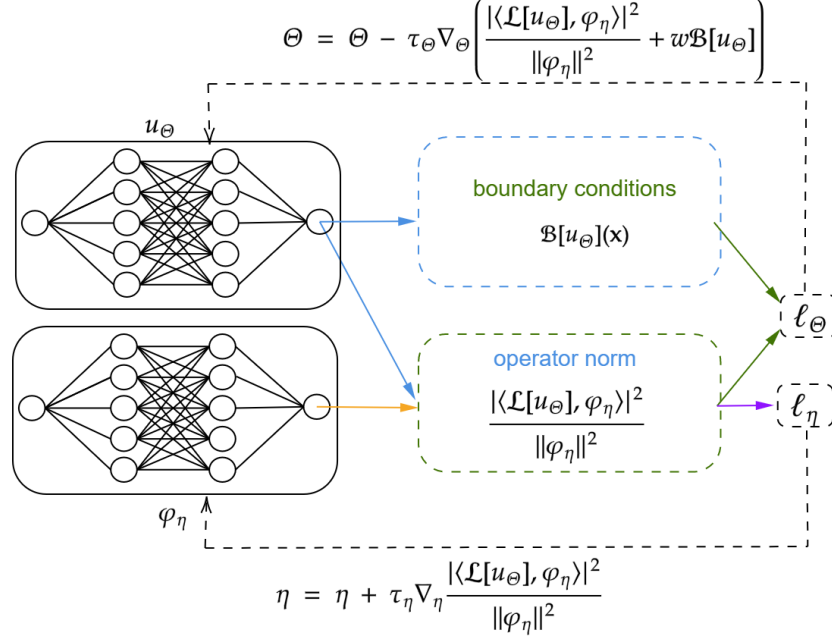 Θ = Θ − τ_Θ ∇_Θ ( |⟨𝔏[u_Θ], φ_η⟩|² / ‖φ_η‖² + w𝔅[u_Θ] )
u_Θ
boundary conditions
𝔅[u_Θ](x)
ℓ_Θ
operator norm
|⟨𝔏[u_Θ], φ_η⟩|² / ‖φ_η‖²
ℓ_η
φ_η
η = η + τ_η ∇_η |⟨𝔏[u_Θ], φ_η⟩|² / ‖φ_η‖²